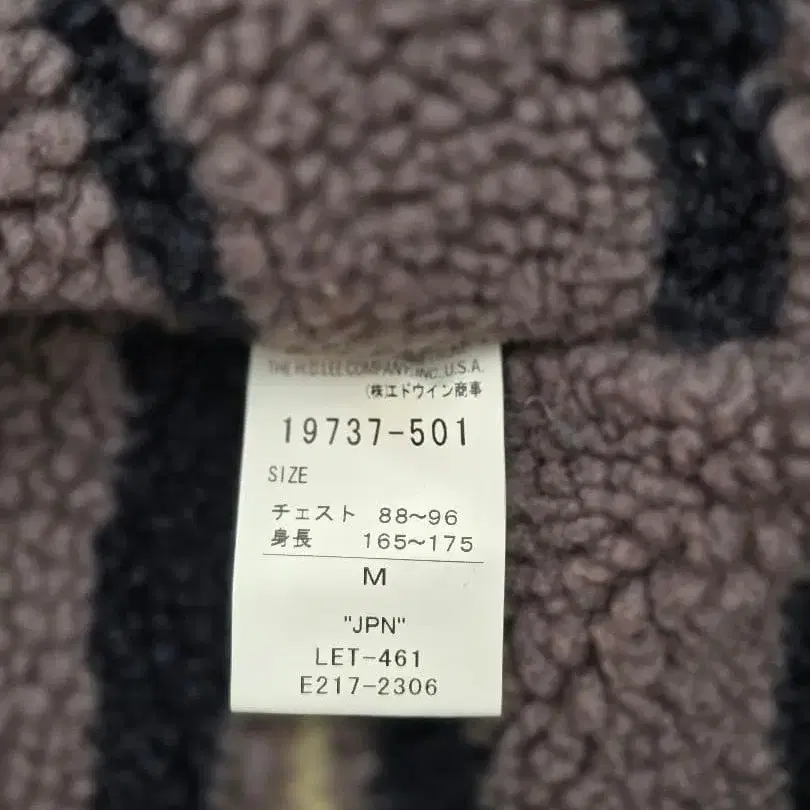 THE H.D.LEE COMPANY,INC.U.S.A.
(株)エドウイン商事
19737-501
SIZE
チェスト 88～96
身長 165～175
M
"JPN"
LET-461
E217-2306